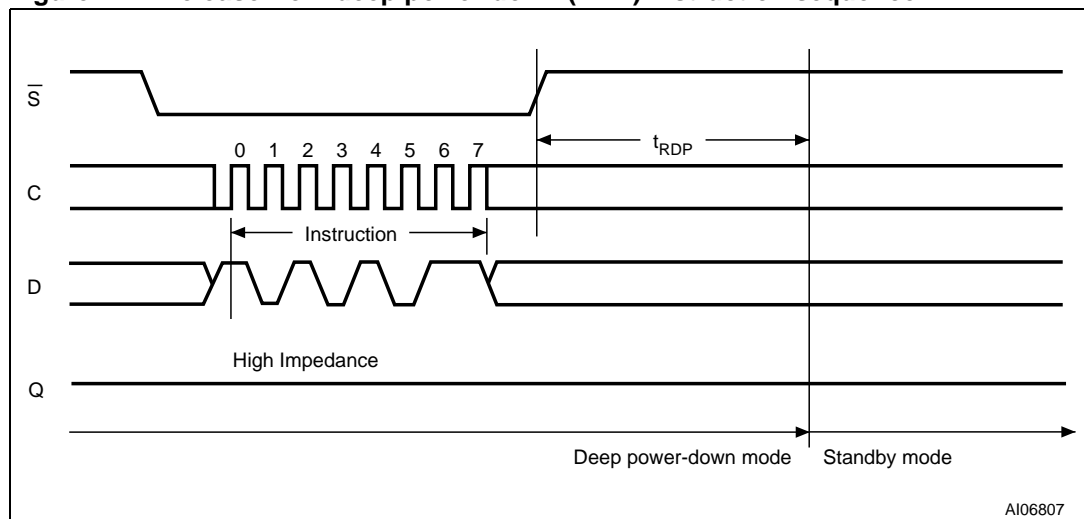 S
0 1 2 3 4 5 6 7
tRDP
C
Instruction
D
High Impedance
Q
Deep power-down mode Standby mode
AI06807